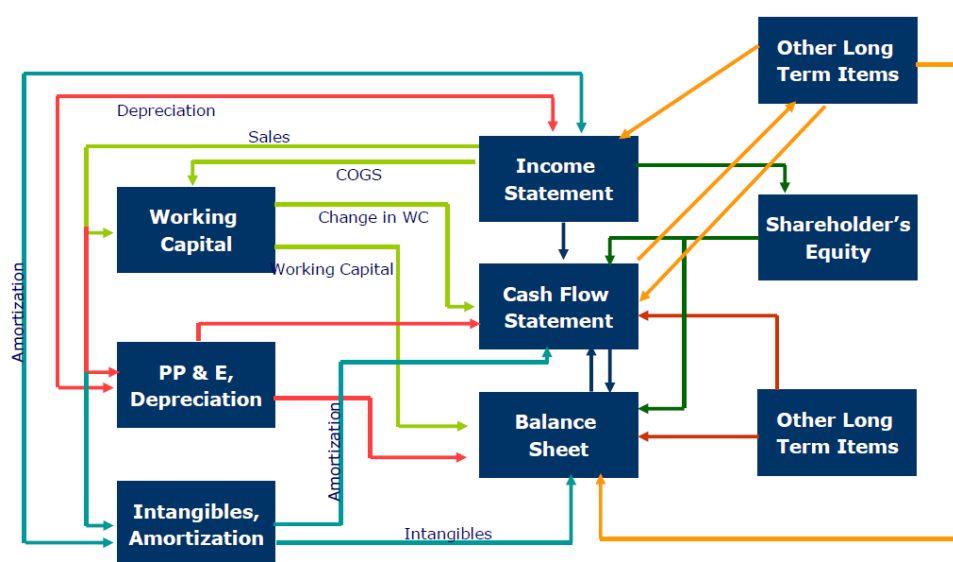 Other Long
Term Items
Depreciation
Sales
Income
Statement
COGS
Working
Capital
Change in WC
Shareholder’s
Equity
Working Capital
Cash Flow
Statement
Amortization
PP & E,
Depreciation
Amortization
Balance
Sheet
Other Long
Term Items
Intangibles,
Amortization
Intangibles